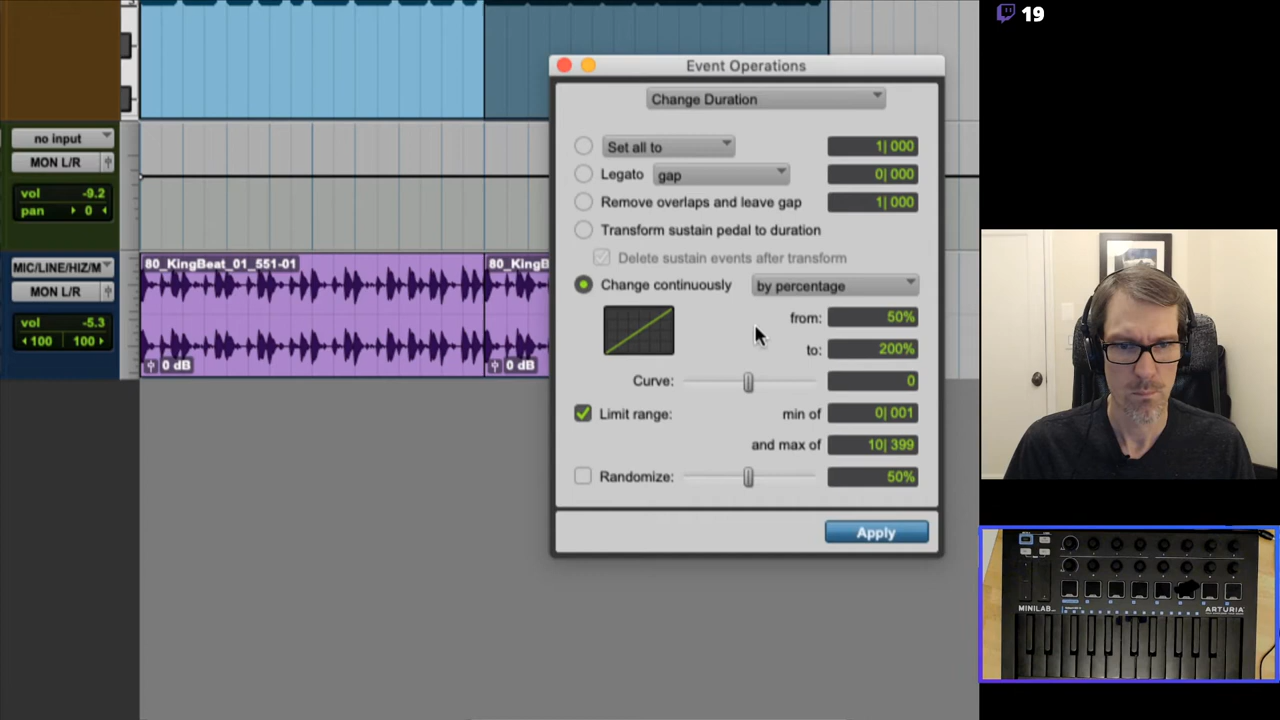 19
Event Operations
Change Duration
no input
MON L/R
vol -9.2
pan 0
Set all to 1| 000
Legato gap 0| 000
Remove overlaps and leave gap 1| 000
Transform sustain pedal to duration
Delete sustain events after transform
Change continuously by percentage
from: 50%
to: 200%
Curve: 0
Limit range: min of 0| 001
and max of 10| 399
Randomize: 50%
Apply
MIC/LINE/HIZ/M
MON L/R
vol -5.3
100 100
80_KingBeat_01_551-01
80_KingB
0 dB
0 dB
MINILAB
ARTURIA